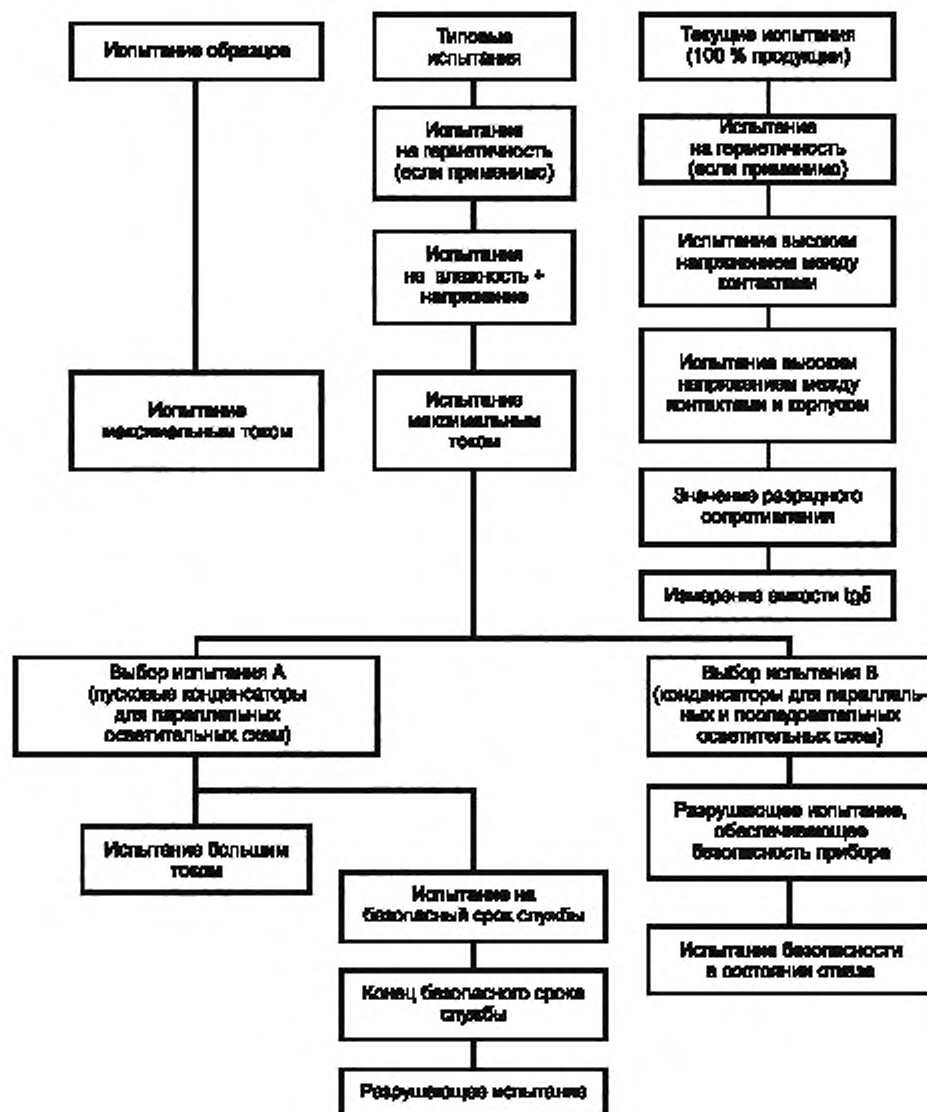 Испытание образцов
Типовые
испытания
Текущие испытания
(100 % продукции)
Испытание
на герметичность
(если применимо)
Испытание
на герметичность
(если применимо)
Испытания
на влажность +
напряжение
Испытание высоким
напряжением между
контактами
Испытание высоким
напряжением между
контактами и корпусом
Испытание
максимальным током
Испытание
максимальным
током
Значение разрядного
сопротивления
Измерение емкости tgδ
Выбор испытания А
(пусковые конденсаторы
для параллельных
осветительных схем)
Выбор испытания В
(конденсаторы для параллель-
ных и последовательных
осветительных схем)
Испытание большим
током
Испытание на
безопасный срок службы
Конец безопасного срока
службы
Разрушающее испытание
Разрушающее испытание,
обеспечивающее
безопасность прибора
Испытания безопасности
в состоянии отказа